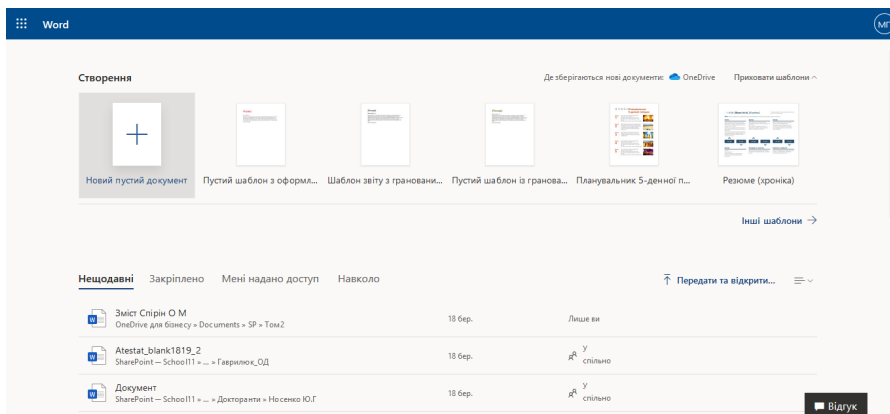 Word
МГ
Створення
Де зберігаються нові документи: OneDrive Приховати шаблони
Новий пустий документ
Пустий шаблон з оформл...
Шаблон звіту з гранovани...
Пустий шаблон із гранова...
Планувальник 5-денної п...
Резюме (хроніка)
Інші шаблони
Нещодавні Закріплено Мені надано доступ Навколо
Передати та відкрити...
Зміст Спірін О М
OneDrive для бізнесу » Documents » SP » Том2
18 бер.
Лише ви
Atestat_blank1819_2
SharePoint — School11 » ... » Гаврилюк_ОД
18 бер.
У
спільно
Документ
SharePoint — School11 » ... » Докторанти » Носенко Ю.Г
18 бер.
У
спільно
Відгук